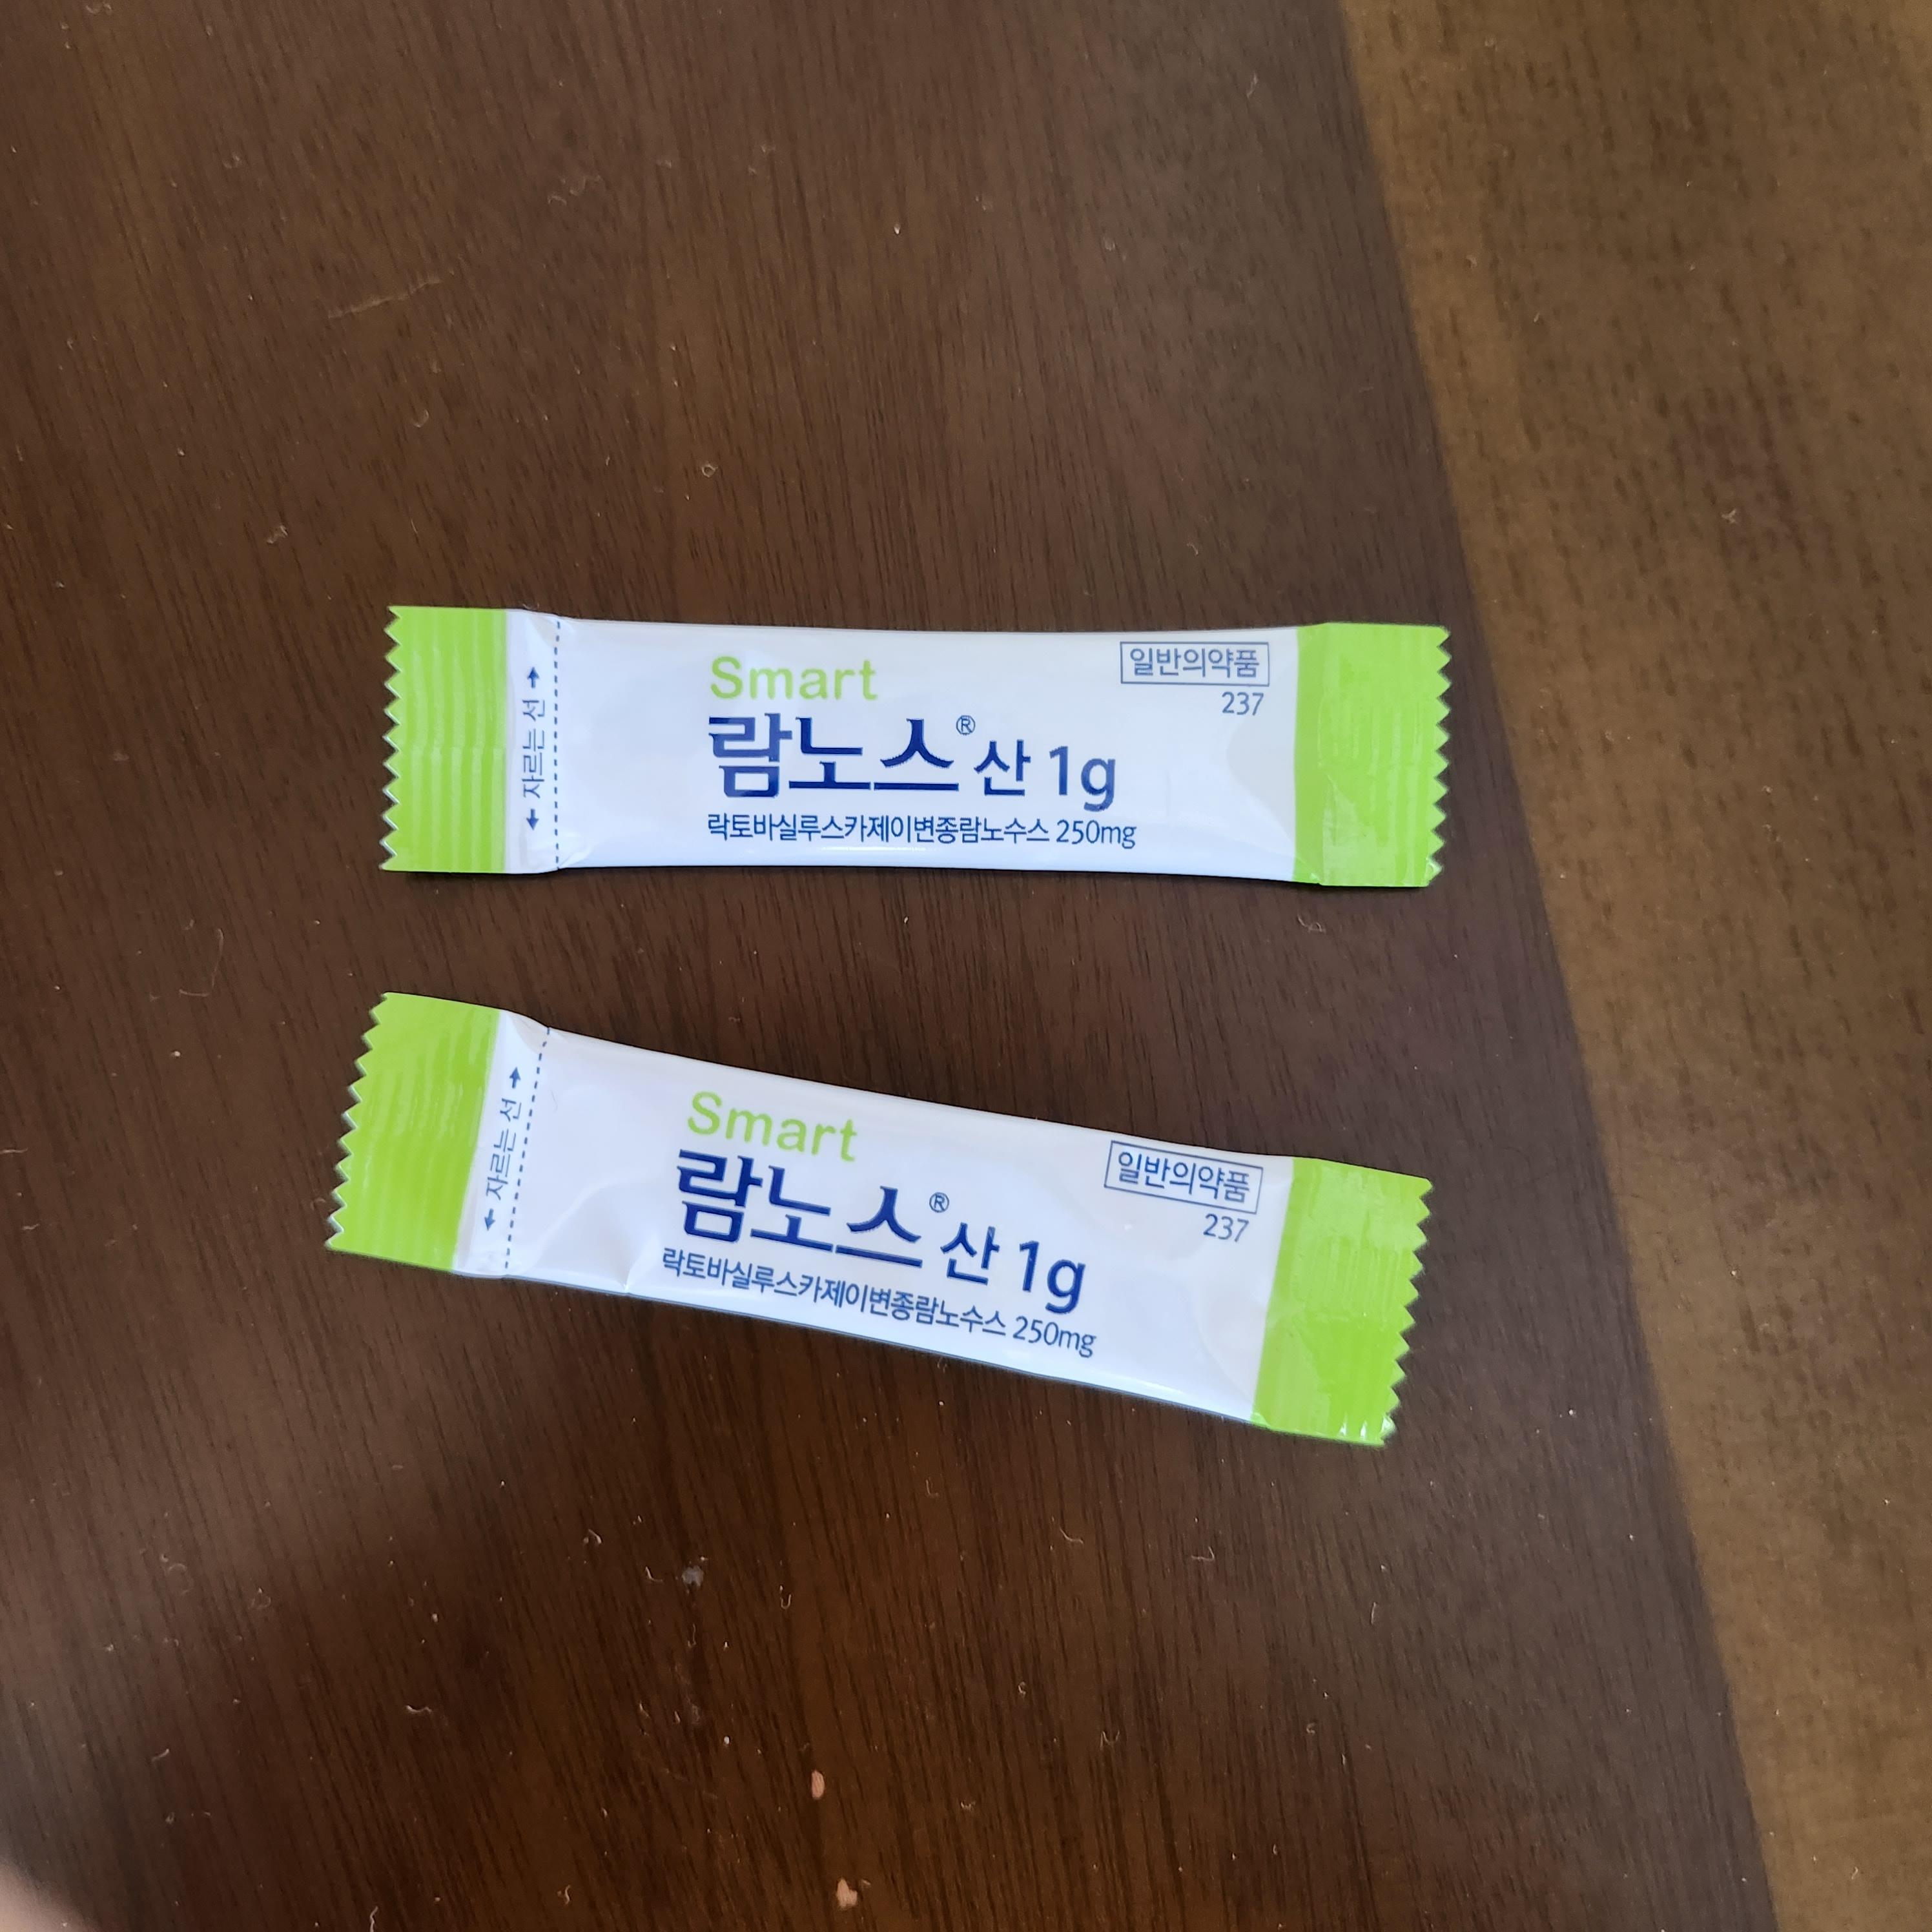 ← 자르는 선 →
Smart
일반의약품
237
람노스® 산 1g
락토바실루스카제이변종람노수스 250mg
← 자르는 선 →
Smart
일반의약품
237
람노스® 산 1g
락토바실루스카제이변종람노수스 250mg